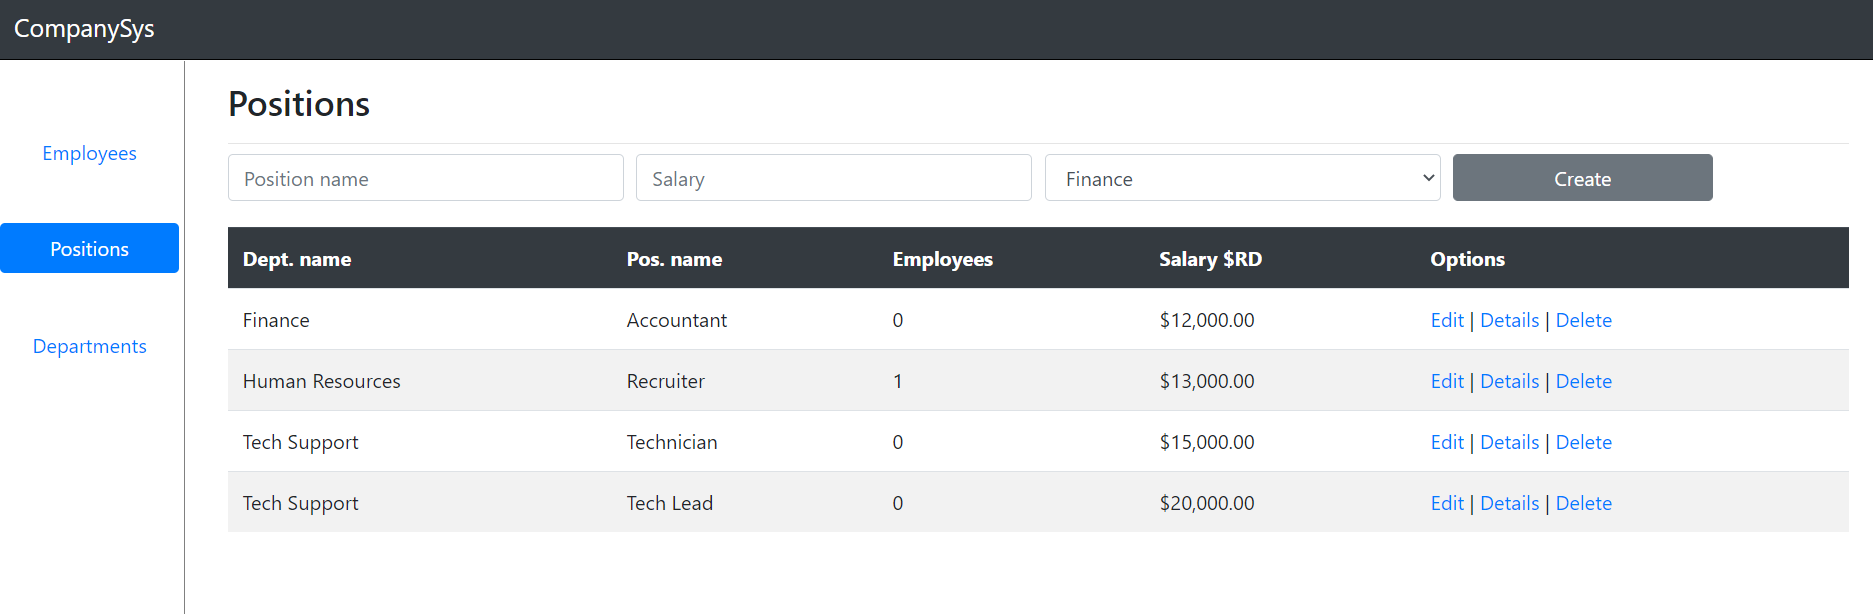 CompanySys
Employees
Positions
Departments
Positions
Position name Salary Finance Create
Dept. name Pos. name Employees Salary $RD Options
Finance Accountant 0 $12,000.00 Edit | Details | Delete
Human Resources Recruiter 1 $13,000.00 Edit | Details | Delete
Tech Support Technician 0 $15,000.00 Edit | Details | Delete
Tech Support Tech Lead 0 $20,000.00 Edit | Details | Delete